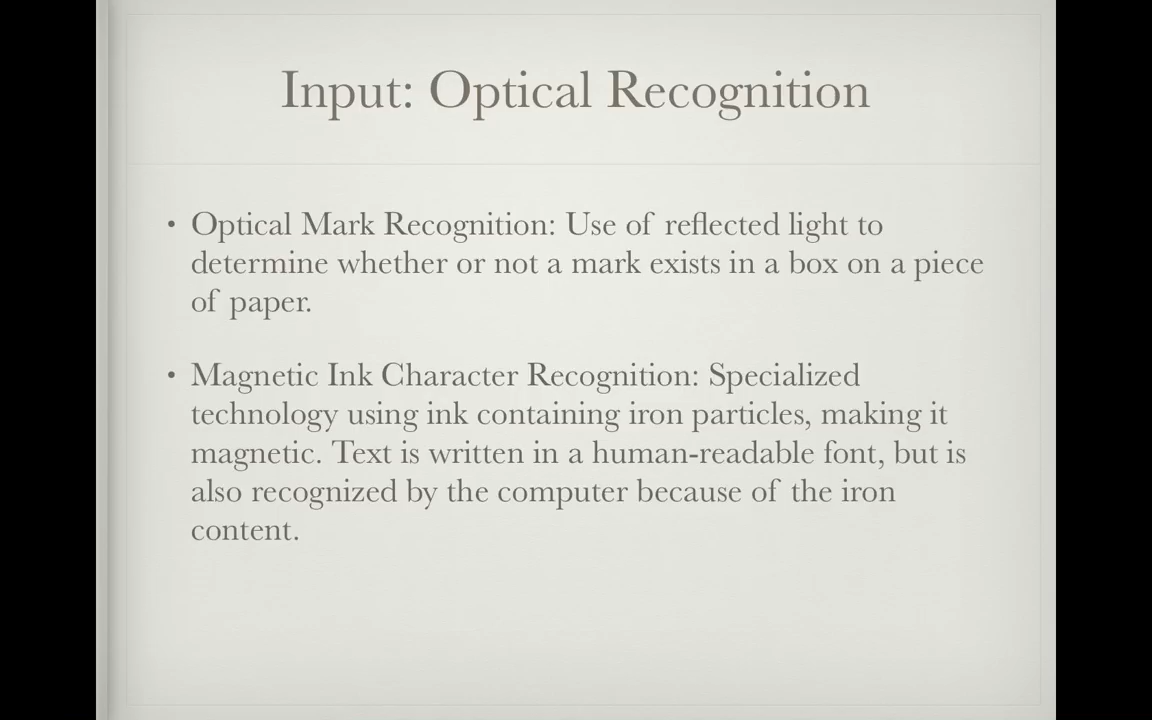 Input: Optical Recognition
• Optical Mark Recognition: Use of reflected light to
determine whether or not a mark exists in a box on a piece
of paper.
• Magnetic Ink Character Recognition: Specialized
technology using ink containing iron particles, making it
magnetic. Text is written in a human-readable font, but is
also recognized by the computer because of the iron
content.